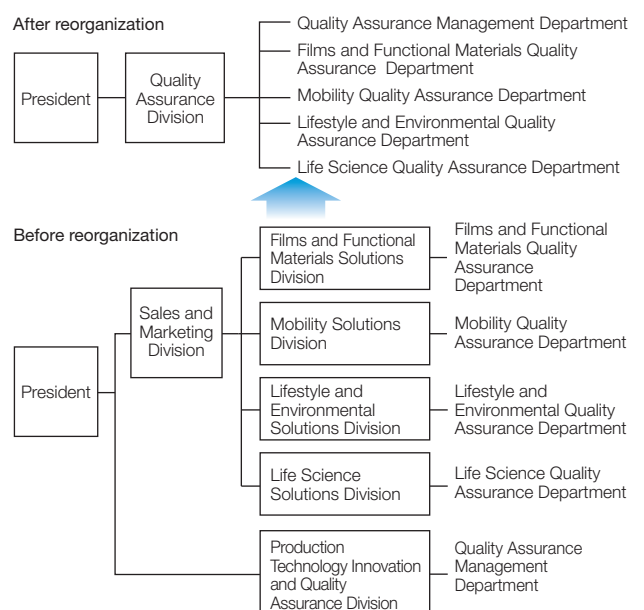 After reorganization
President
Quality
Assurance
Division
Quality Assurance Management Department
Films and Functional Materials Quality
Assurance Department
Mobility Quality Assurance Department
Lifestyle and Environmental Quality
Assurance Department
Life Science Quality Assurance Department
Before reorganization
President
Sales and
Marketing
Division
Films and Functional
Materials Solutions
Division
Films and Functional
Materials Quality
Assurance
Department
Mobility Solutions
Division
Mobility Quality
Assurance Department
Lifestyle and
Environmental
Solutions Division
Lifestyle and
Environmental Quality
Assurance Department
Life Science
Solutions Division
Life Science Quality
Assurance Department
Production
Technology Innovation
and Quality
Assurance Division
Quality Assurance
Management
Department